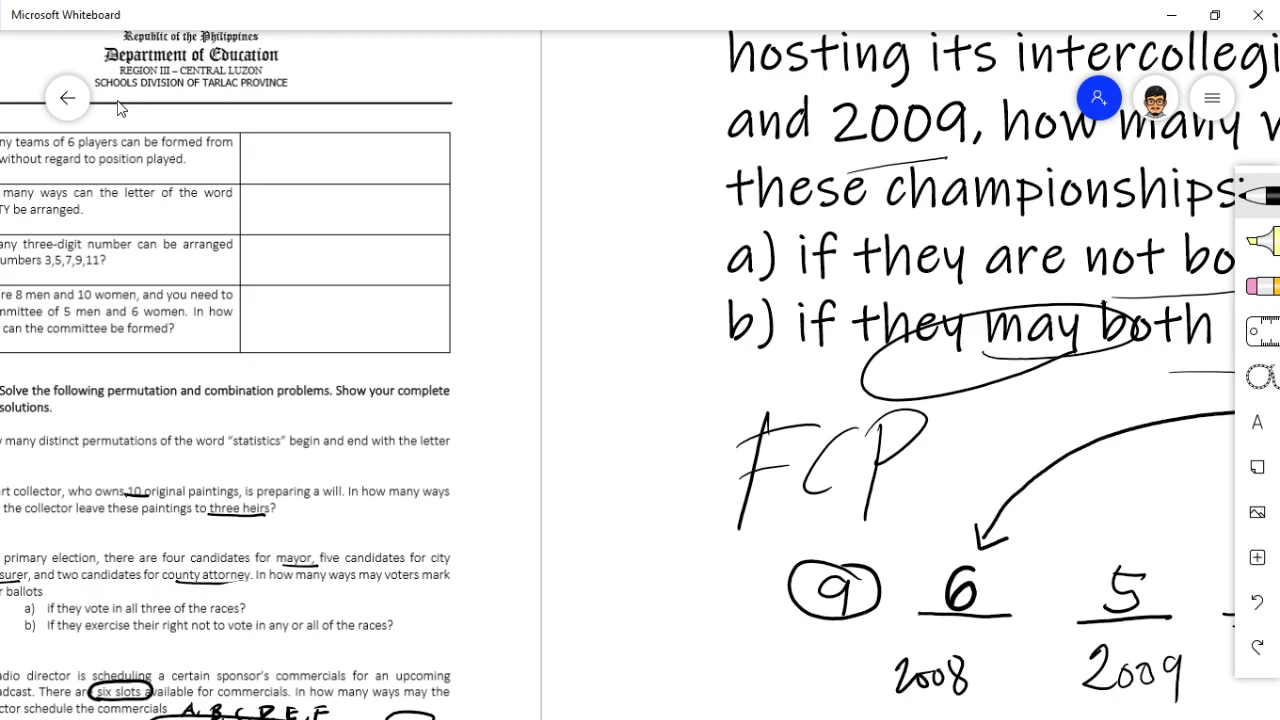 Microsoft Whiteboard
Republic of the Philippines
Department of Education
REGION III – CENTRAL LUZON
SCHOOLS DIVISION OF TARLAC PROVINCE
ny teams of 6 players can be formed from
without regard to position played.
many ways can the letter of the word
TY be arranged.
any three-digit number can be arranged
umbers 3,5,7,9,11?
re 8 men and 10 women, and you need to
mmittee of 5 men and 6 women. In how
can the committee be formed?
Solve the following permutation and combination problems. Show your complete
solutions.
many distinct permutations of the word “statistics” begin and end with the letter
art collector, who owns 10 original paintings, is preparing a will. In how many ways
the collector leave these paintings to three heirs?
primary election, there are four candidates for mayor, five candidates for city
surer, and two candidates for county attorney. In how many ways may voters mark
r ballots
a) if they vote in all three of the races?
b) If they exercise their right not to vote in any or all of the races?
adio director is scheduling a certain sponsor’s commercials for an upcoming
adcast. There are six slots available for commercials. In how many ways may the
ctor schedule the commercials
A, B, C, D, E, F
hosting its intercollegi
and 2009, how many v
these championships:
a) if they are not bo
b) if they may both
FCP
a 6 5
2008 2009